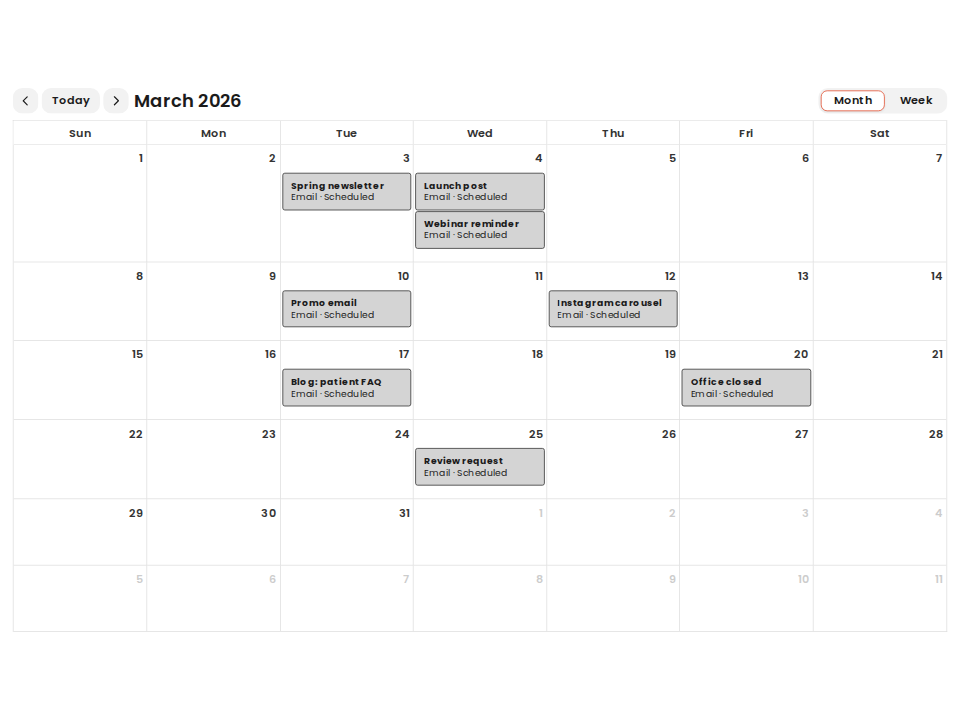 Today March 2026 Month Week
Sun Mon Tue Wed Thu Fri Sat
1 2 3 4 5 6 7
Spring newsletter
Email · Scheduled
Launch post
Email · Scheduled
Webinar reminder
Email · Scheduled
8 9 10 11 12 13 14
Promo email
Email · Scheduled
Instagram carousel
Email · Scheduled
15 16 17 18 19 20 21
Blog: patient FAQ
Email · Scheduled
Office closed
Email · Scheduled
22 23 24 25 26 27 28
Review request
Email · Scheduled
29 30 31 1 2 3 4
5 6 7 8 9 10 11